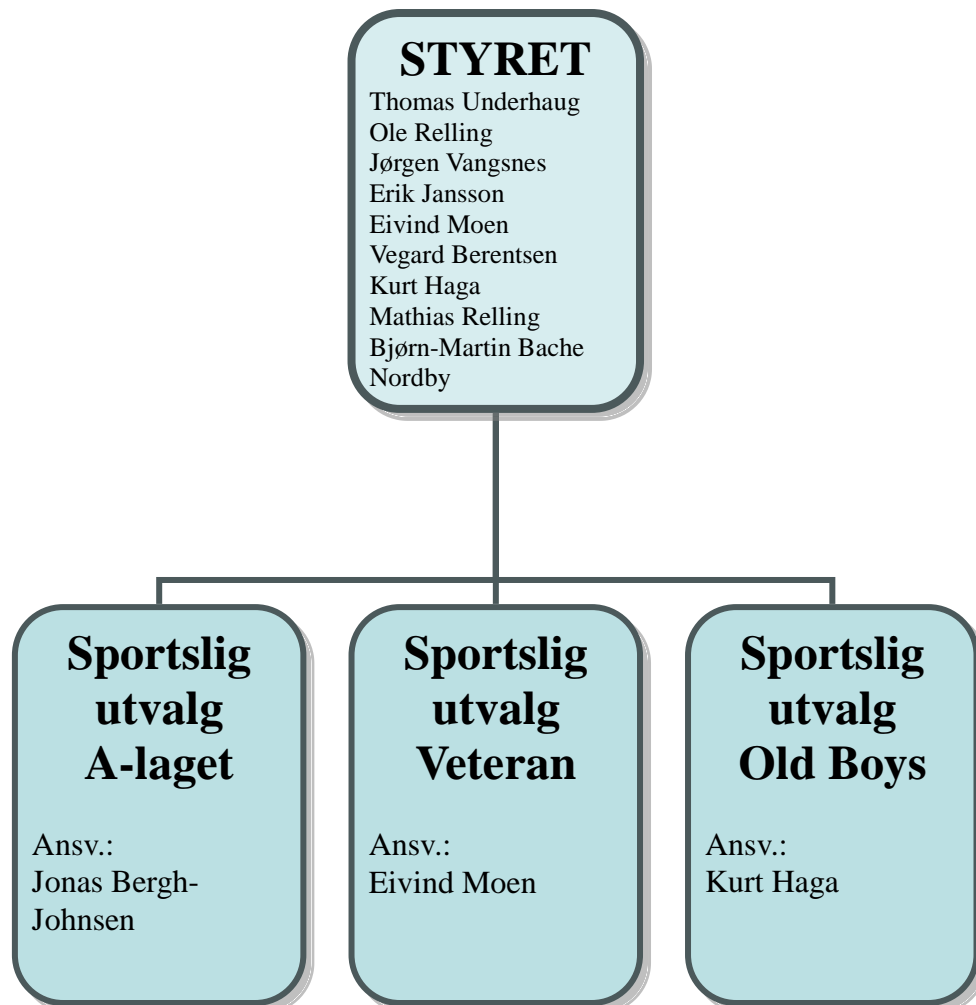 STYRET
Thomas Underhaug
Ole Relling
Jørgen Vangsnes
Erik Jansson
Eivind Moen
Vegard Berentsen
Kurt Haga
Mathias Relling
Bjørn-Martin Bache
Nordby
Sportslig
utvalg
A-laget
Ansv.:
Jonas Bergh-
Johnsen
Sportslig
utvalg
Veteran
Ansv.:
Eivind Moen
Sportslig
utvalg
Old Boys
Ansv.:
Kurt Haga